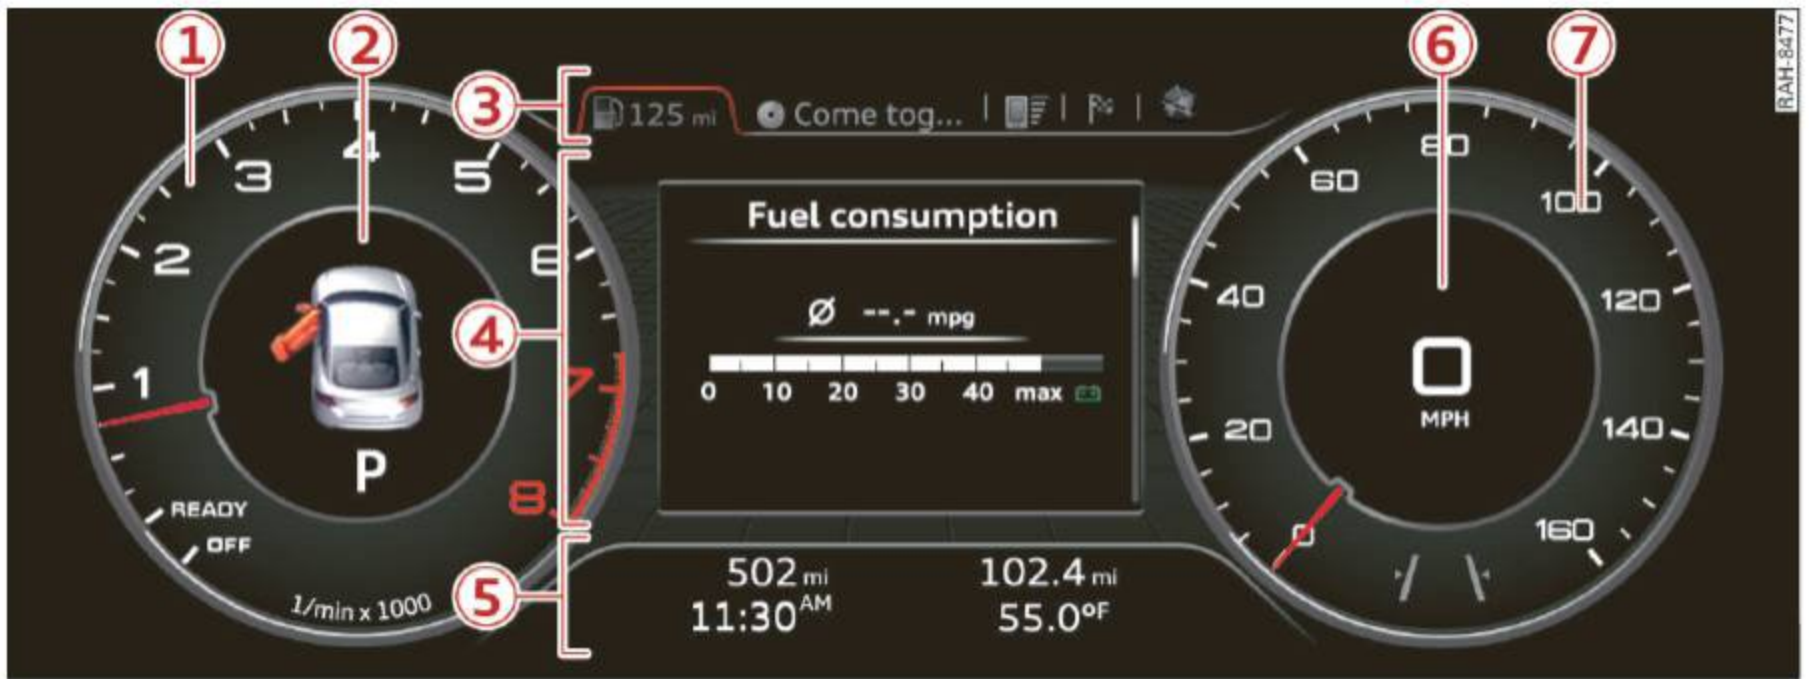 1
2
3
4
5
6
7
RAH-8477
125 mi
Come tog...
1
2
3
4
5
6
7
8
READY
OFF
1/min x 1000
P
Fuel consumption
Ø --.- mpg
0 10 20 30 40 max
502 mi
102.4 mi
11:30 AM
55.0°F
0
20
40
60
80
100
120
140
160
0
MPH